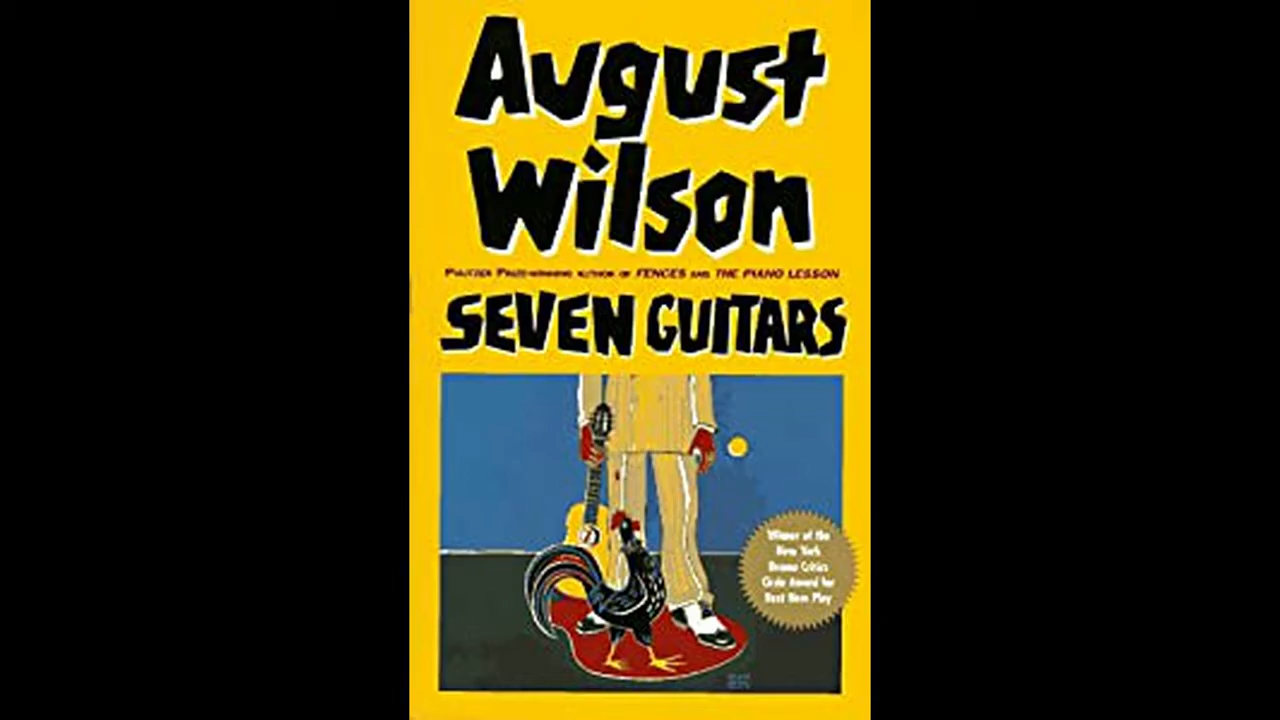 August
Wilson
PULITZER PRIZE-WINNING AUTHOR OF FENCES AND THE PIANO LESSON
SEVEN GUITARS
Winner of the
New York
Drama Critics
Circle Award for
Best New Play